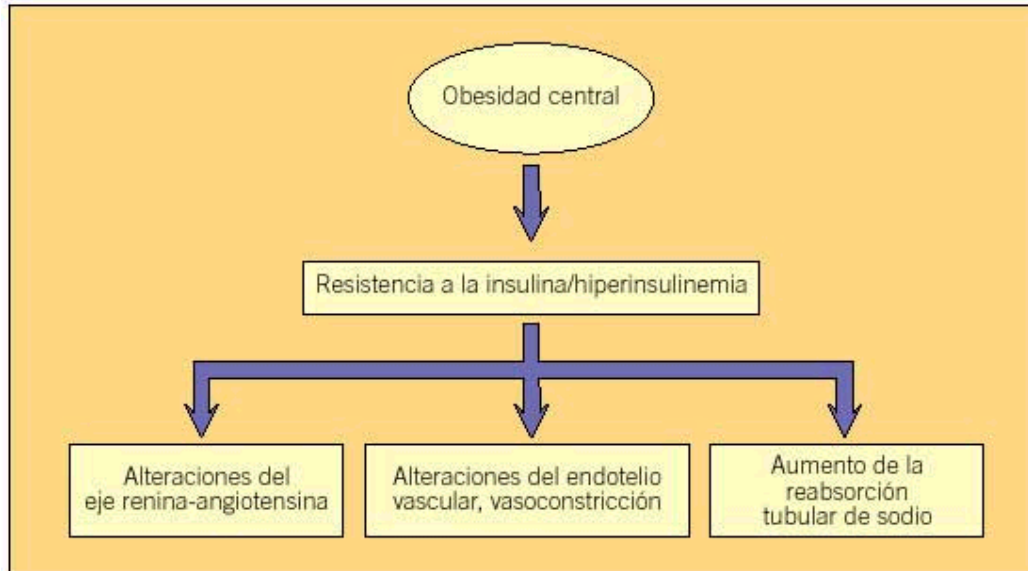 Obesidad central
Resistencia a la insulina/hiperinsulinemia
Alteraciones del
eje renina-angiotensina
Alteraciones del endotelio
vascular, vasoconstricción
Aumento de la
reabsorción
tubular de sodio